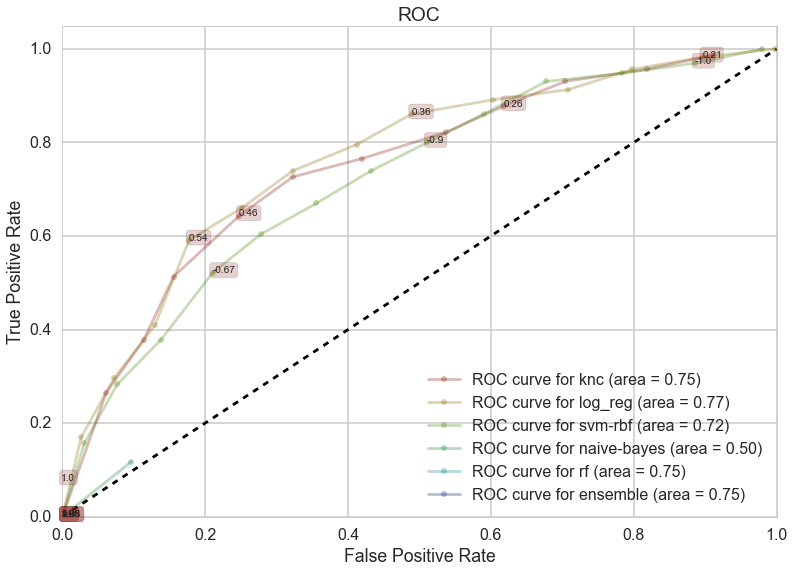 ROC
1.0
0.21
-1.0
0.36
0.26
0.8
-0.9
0.46
0.6
0.54
-0.67
True Positive Rate
0.4
ROC curve for knc (area = 0.75)
ROC curve for log_reg (area = 0.77)
0.2
ROC curve for svm-rbf (area = 0.72)
ROC curve for naive-bayes (area = 0.50)
1.0
ROC curve for rf (area = 0.75)
ROC curve for ensemble (area = 0.75)
0.0
0.0 0.2 0.4 0.6 0.8 1.0
False Positive Rate